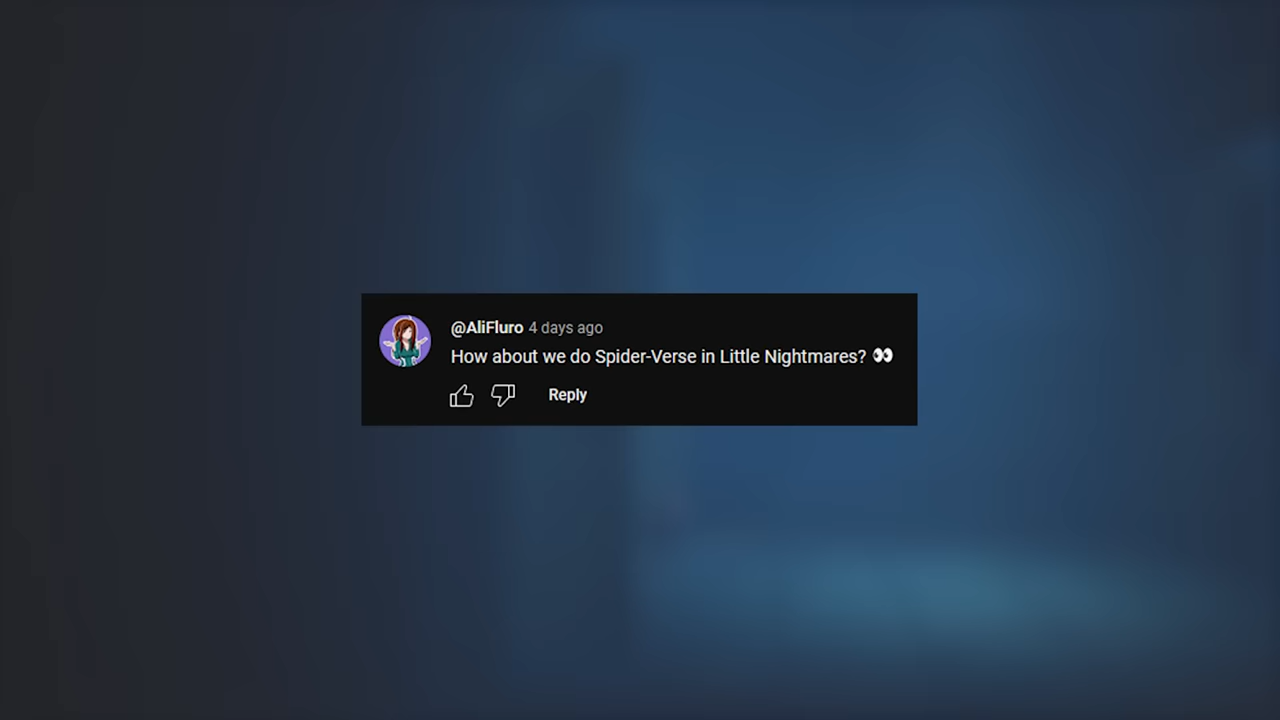 @AliFluro 4 days ago
How about we do Spider-Verse in Little Nightmares? 👀
Reply